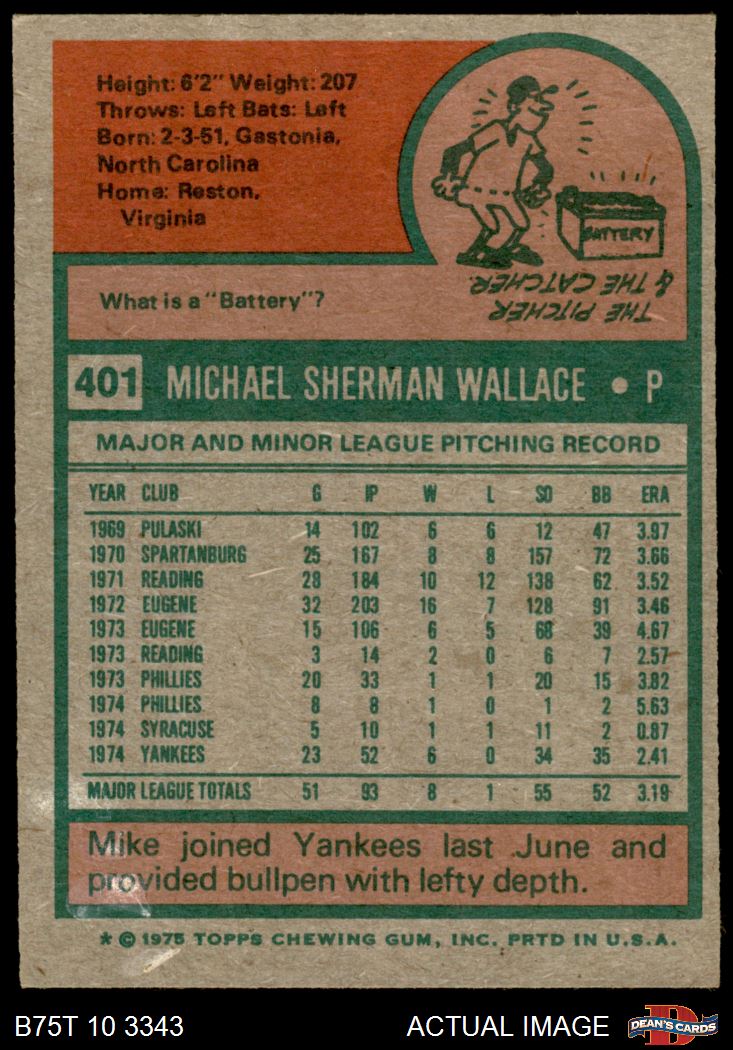 Height: 6'2" Weight: 207
Throws: Left Bats: Left
Born: 2-3-51, Gastonia,
North Carolina
Home: Reston,
Virginia
BATTERY
What is a "Battery"?
THE PITCHER
& THE CATCHER.
401 MICHAEL SHERMAN WALLACE • P
MAJOR AND MINOR LEAGUE PITCHING RECORD
YEAR CLUB G IP W L SO BB ERA
1969 PULASKI 14 102 6 6 12 47 3.97
1970 SPARTANBURG 25 167 8 8 157 72 3.66
1971 READING 28 184 10 12 138 62 3.52
1972 EUGENE 32 203 16 7 128 91 3.46
1973 EUGENE 15 106 6 5 68 39 4.67
1973 READING 3 14 2 0 6 7 2.57
1973 PHILLIES 20 33 1 1 20 15 3.82
1974 PHILLIES 8 8 1 0 1 2 5.63
1974 SYRACUSE 5 10 1 1 11 2 0.87
1974 YANKEES 23 52 6 0 34 35 2.41
MAJOR LEAGUE TOTALS 51 93 8 1 55 52 3.19
Mike joined Yankees last June and
provided bullpen with lefty depth.
* © 1975 TOPPS CHEWING GUM, INC. PRTD IN U.S.A.
B75T 10 3343 ACTUAL IMAGE D DEAN'S CARDS